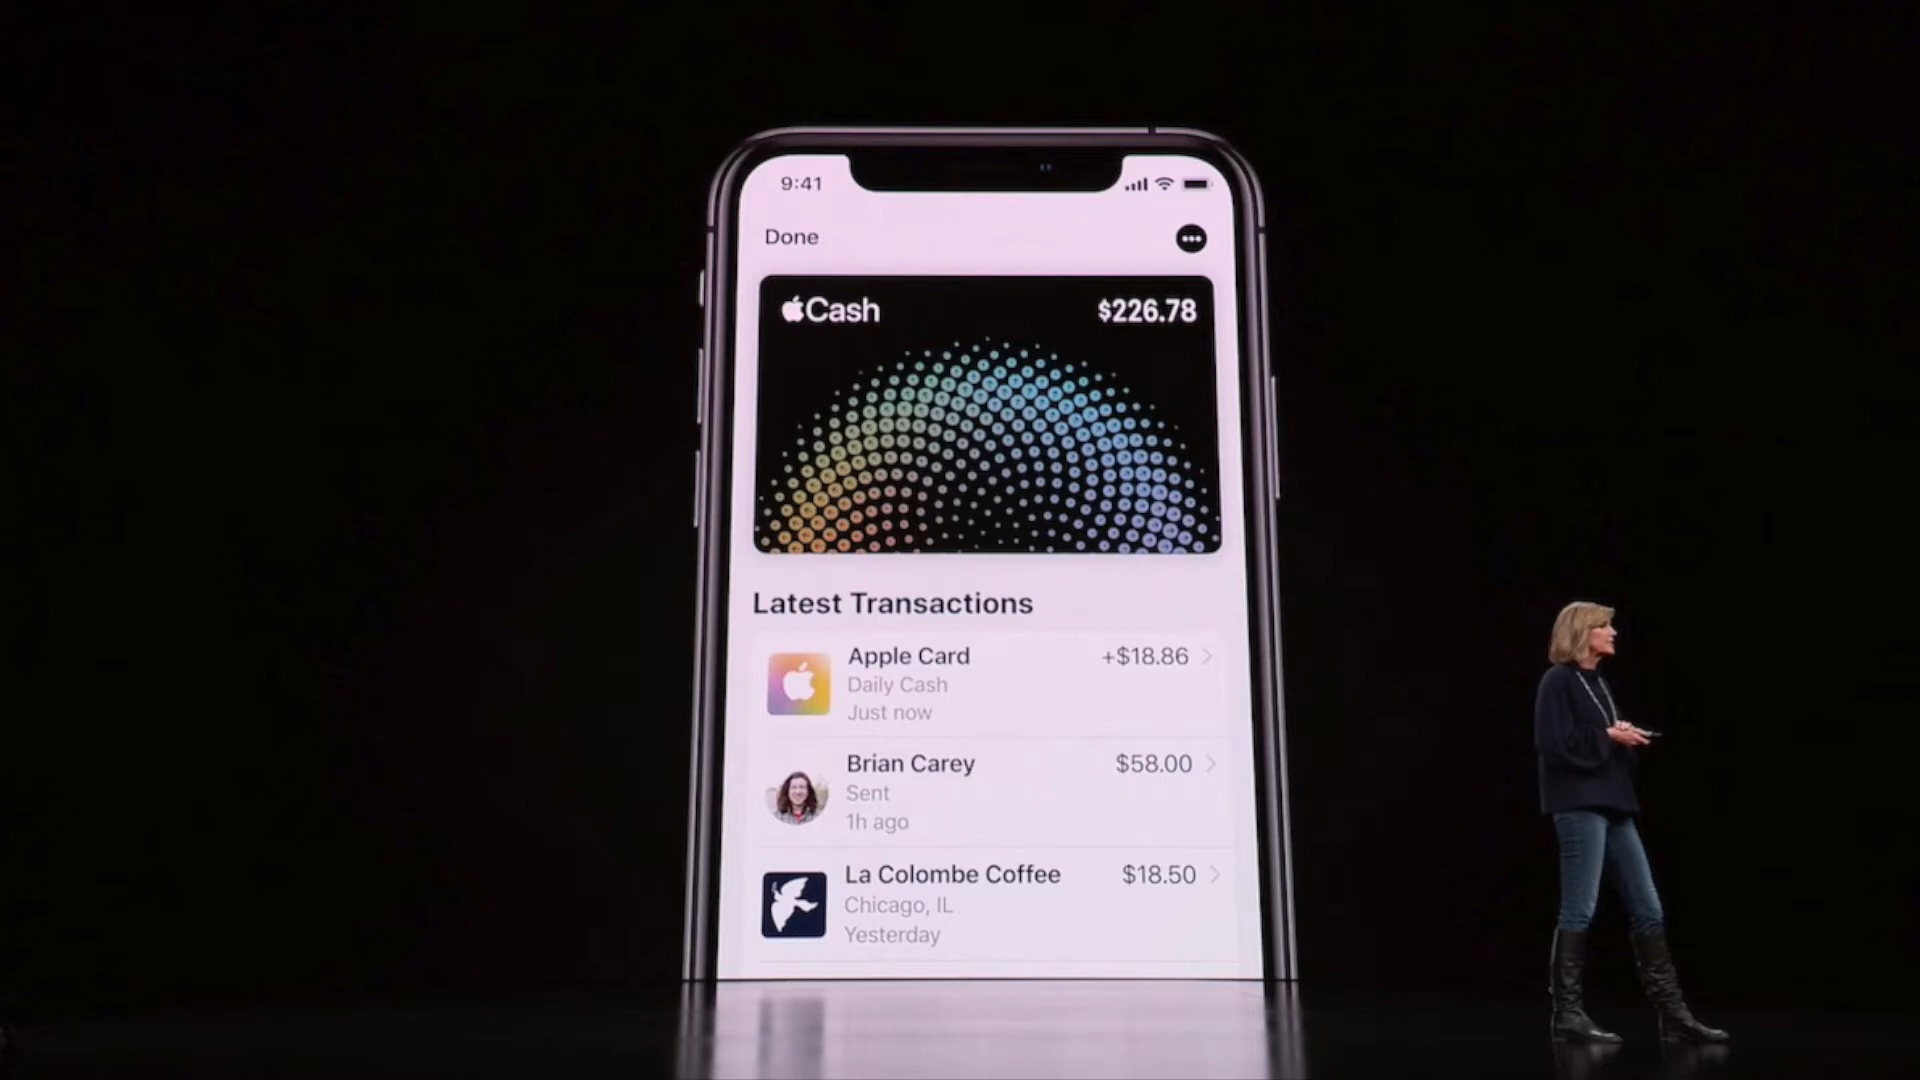 9:41
Done
Cash
$226.78
Latest Transactions
Apple Card
+$18.86
Daily Cash
Just now
Brian Carey
$58.00
Sent
1h ago
La Colombe Coffee
$18.50
Chicago, IL
Yesterday